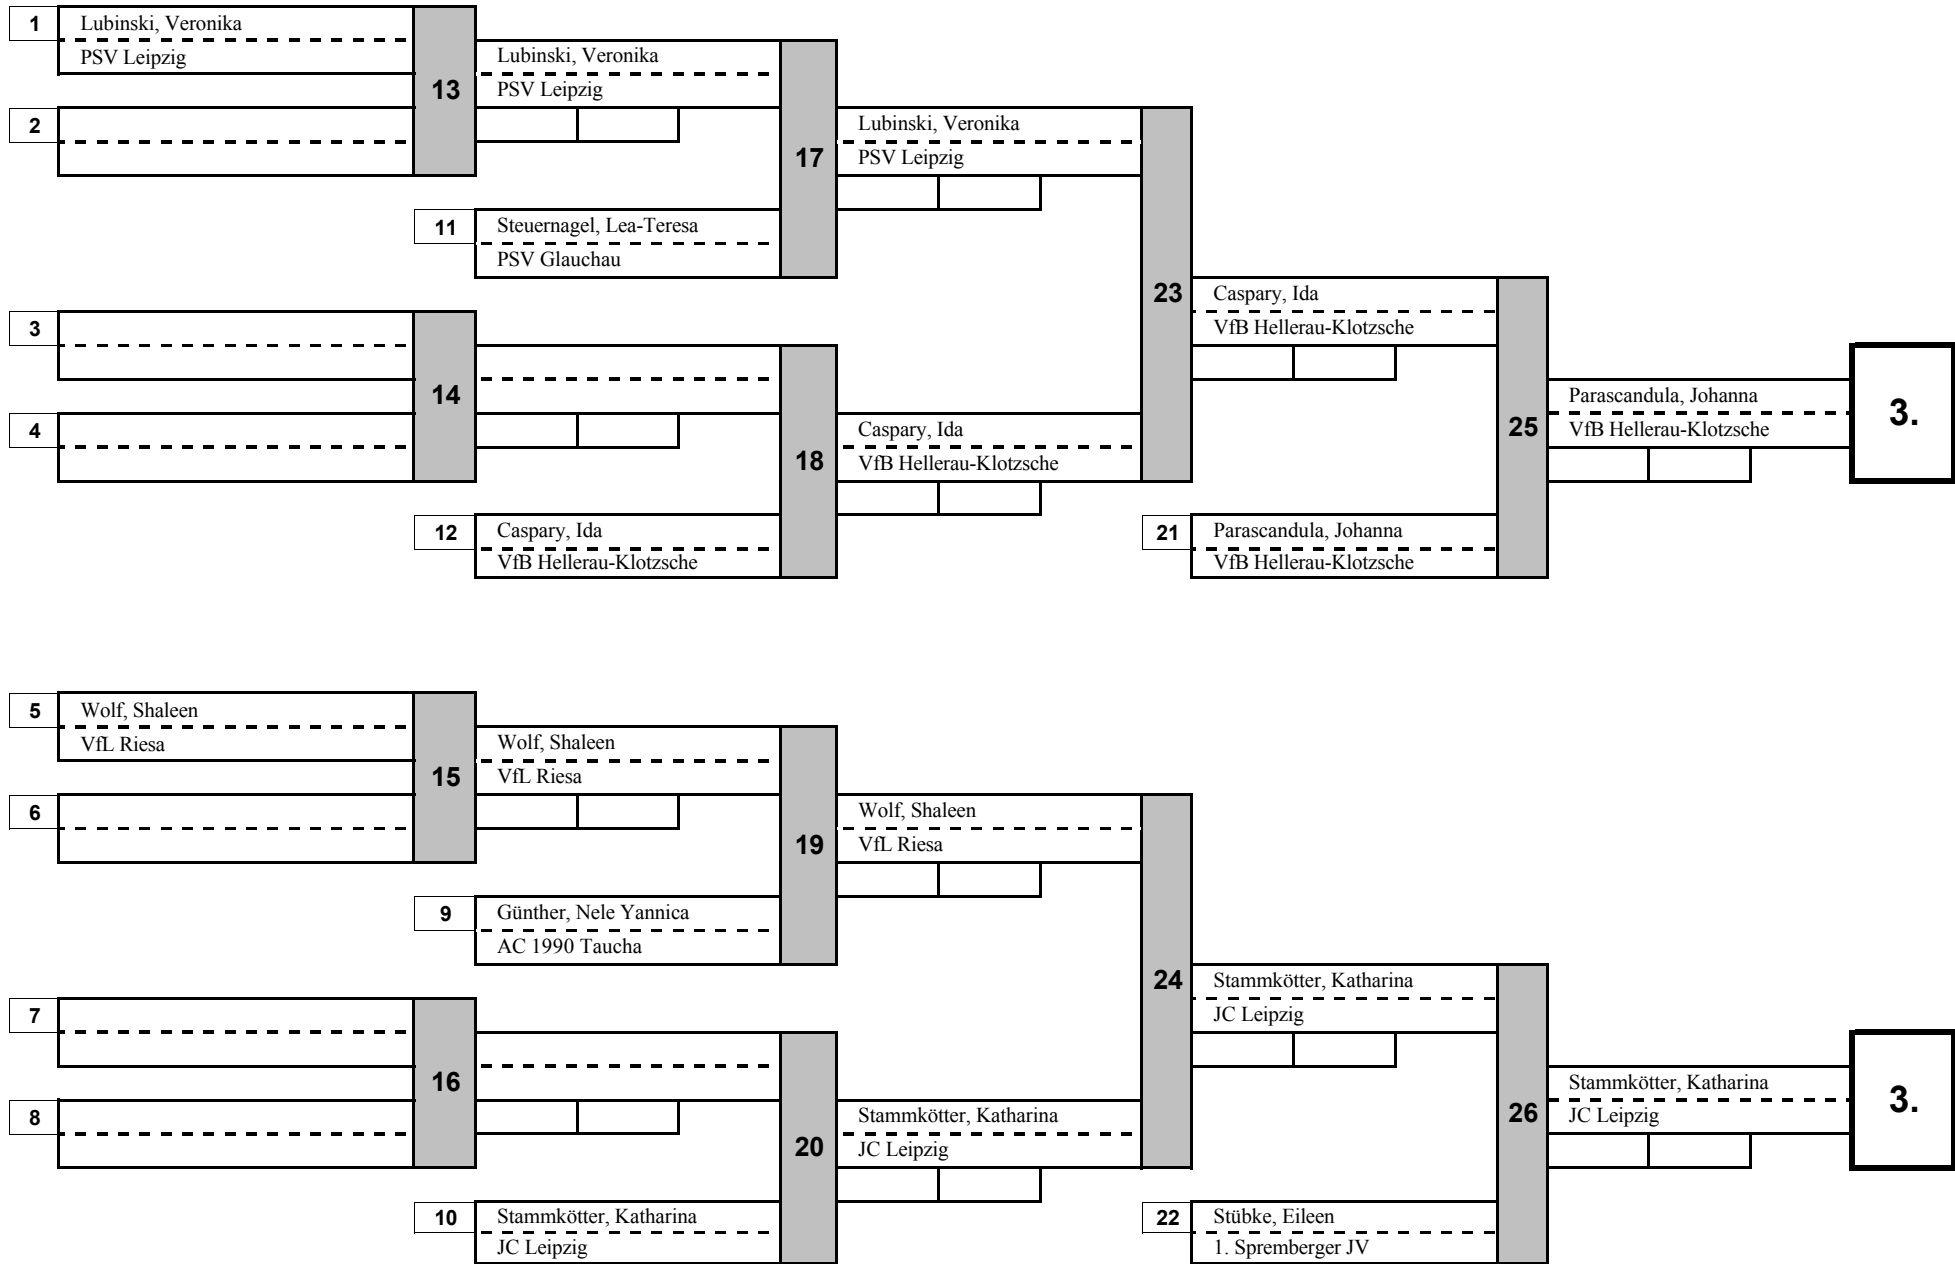 1
Lubinski, Veronika
PSV Leipzig
13
Lubinski, Veronika
PSV Leipzig
2
17
Lubinski, Veronika
PSV Leipzig
11
Steuernagel, Lea-Teresa
PSV Glauchau
23
Caspary, Ida
VfB Hellerau-Klotzsche
3
14
4
18
Caspary, Ida
VfB Hellerau-Klotzsche
25
Parascandula, Johanna
VfB Hellerau-Klotzsche
3.
12
Caspary, Ida
VfB Hellerau-Klotzsche
21
Parascandula, Johanna
VfB Hellerau-Klotzsche
5
Wolf, Shaleen
VfL Riesa
15
Wolf, Shaleen
VfL Riesa
6
19
Wolf, Shaleen
VfL Riesa
9
Günther, Nele Yannica
AC 1990 Taucha
24
Stammkötter, Katharina
JC Leipzig
7
16
8
20
Stammkötter, Katharina
JC Leipzig
26
Stammkötter, Katharina
JC Leipzig
3.
10
Stammkötter, Katharina
JC Leipzig
22
Stübke, Eileen
1. Spremberger JV